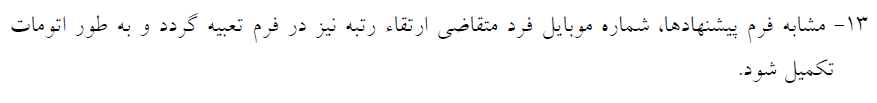 ۱۳- مشابه فرم پیشنهادها، شماره موبایل فرد متقاضی ارتقاء رتبه نیز در فرم تعبیه گردد و به طور اتومات
تکمیل شود.